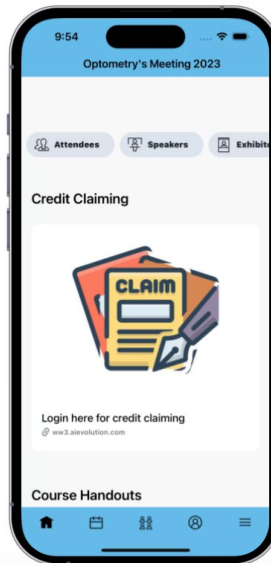 9:54
Optometry's Meeting 2023
Attendees
Speakers
Exhibit
Credit Claiming
CLAIM
Login here for credit claiming
ww3.aievolution.com
Course Handouts